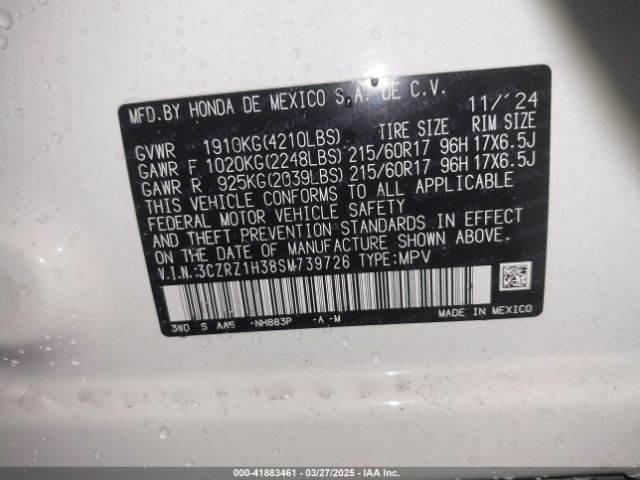 MFD. BY HONDA DE MEXICO S.A. DE C.V. 11/'24
GVWR 1910KG(4210LBS) TIRE SIZE RIM SIZE
GAWR F 1020KG(2248LBS) 215/60R17 96H 17X6.5J
GAWR R 925KG(2039LBS) 215/60R17 96H 17X6.5J
THIS VEHICLE CONFORMS TO ALL APPLICABLE
FEDERAL MOTOR VEHICLE SAFETY
AND THEFT PREVENTION STANDARDS IN EFFECT
ON THE DATE OF MANUFACTURE SHOWN ABOVE.
V.I.N.:3CZRZ1H38SM739726 TYPE:MPV
3W0 S AA5 -NH883P -A -M
MADE IN MEXICO
000-41883461 - 03/27/2025 - IAAI.COM